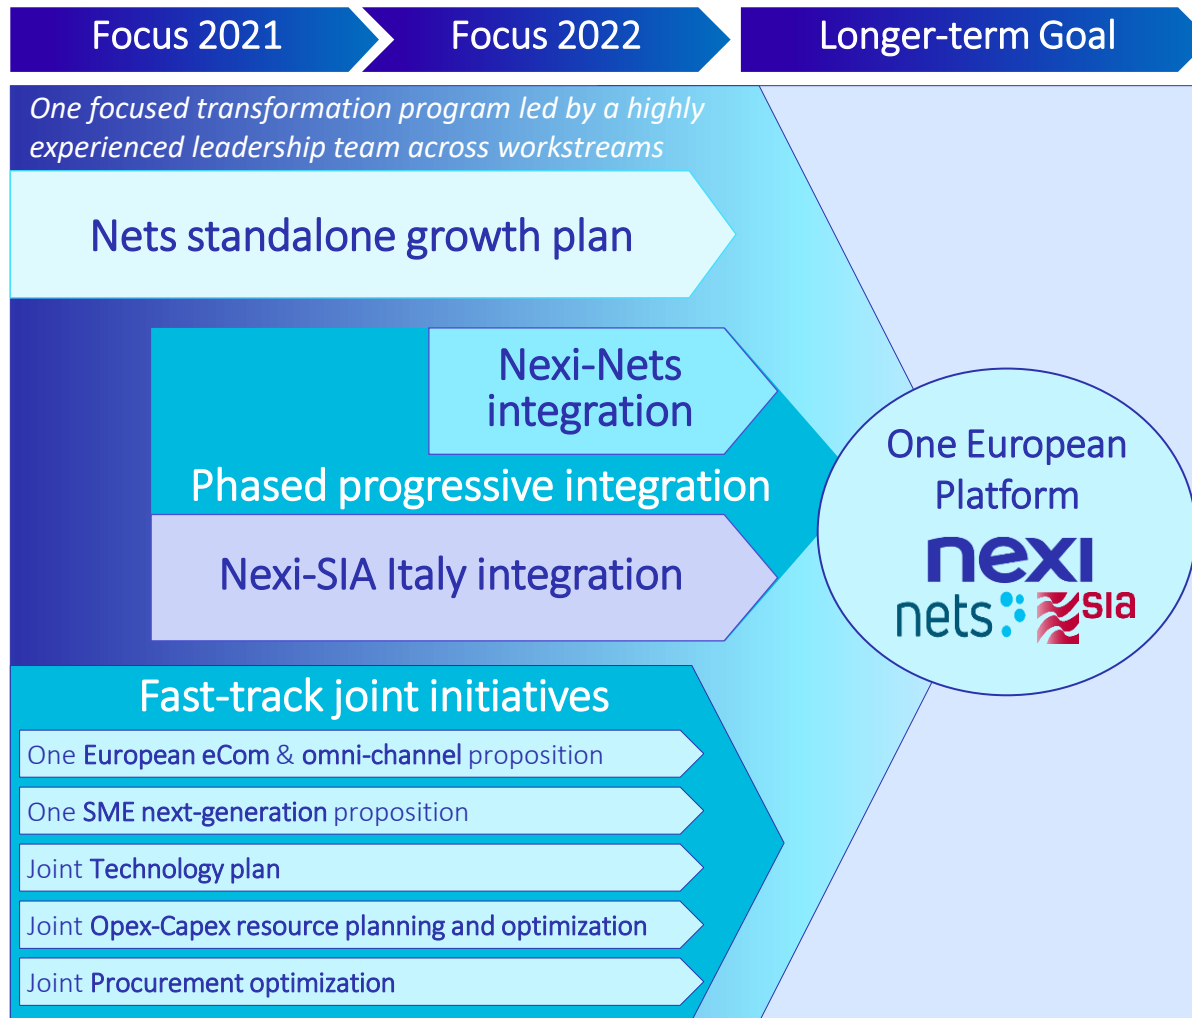 Focus 2021
Focus 2022
Longer-term Goal
One focused transformation program led by a highly
experienced leadership team across workstreams
Nets standalone growth plan
Nexi-Nets
integration
Phased progressive integration
Nexi-SIA Italy integration
One European
Platform
nexi
nets
sia
Fast-track joint initiatives
One European eCom & omni-channel proposition
One SME next-generation proposition
Joint Technology plan
Joint Opex-Capex resource planning and optimization
Joint Procurement optimization